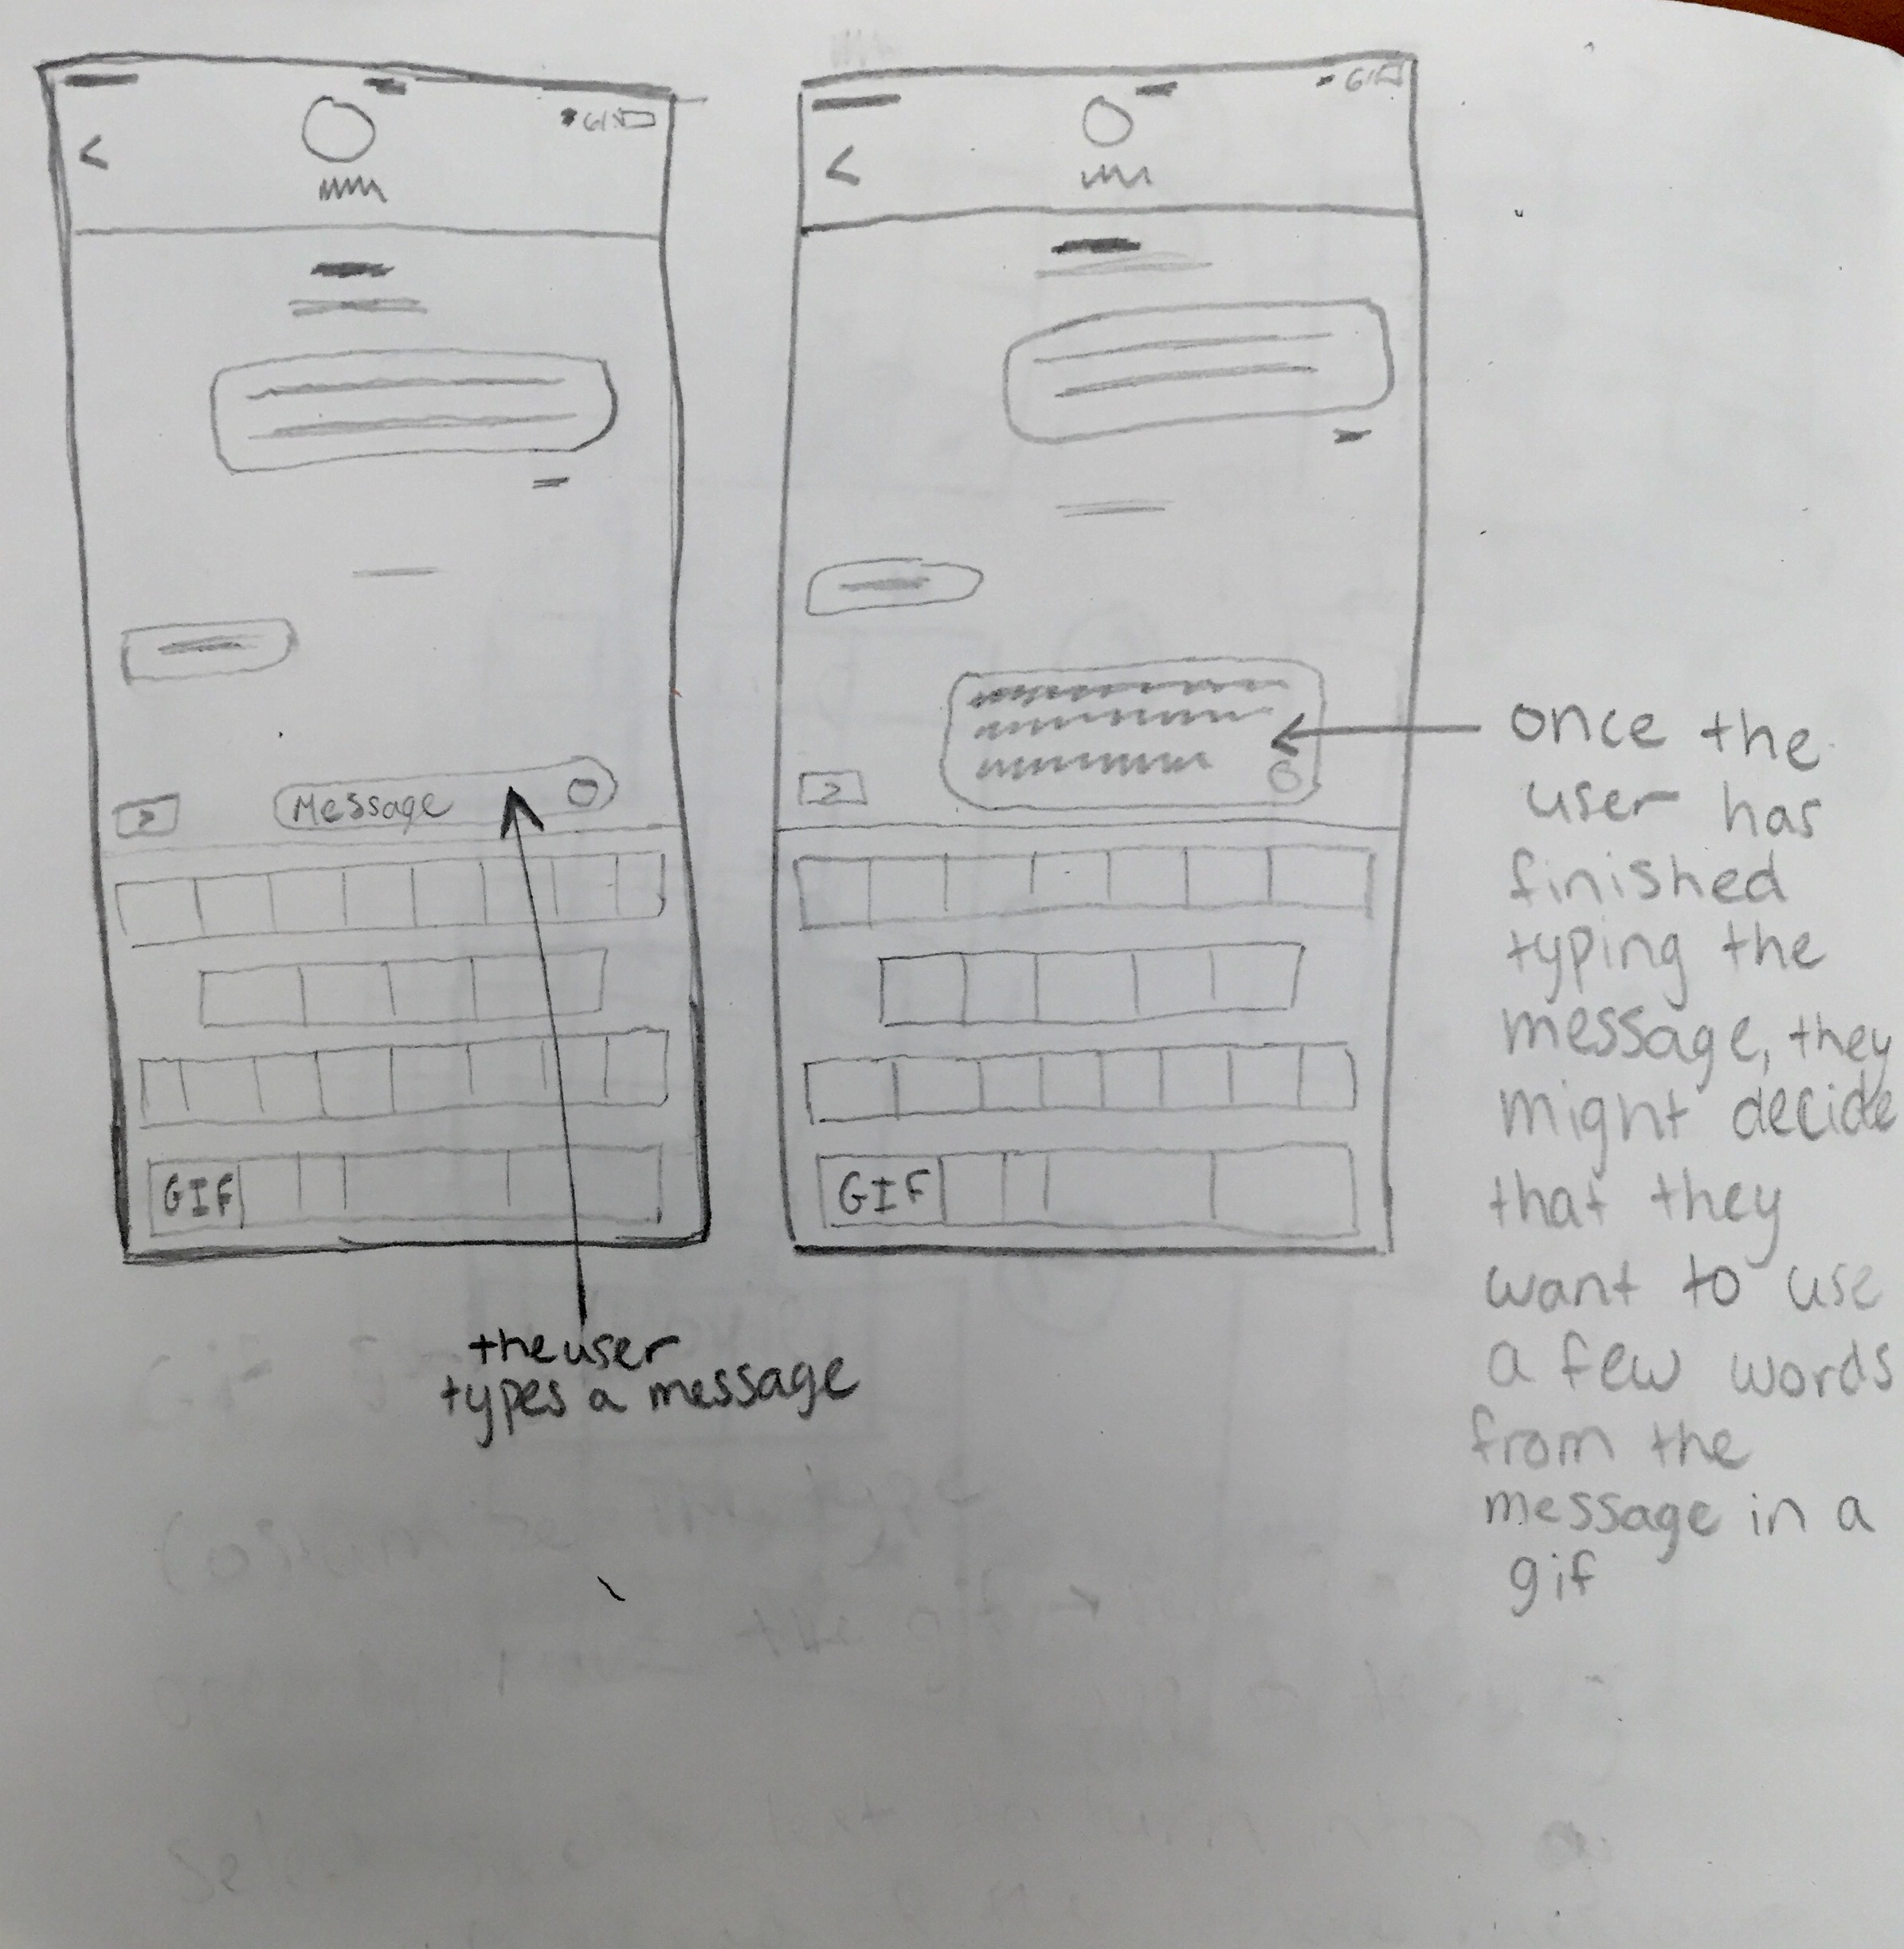 Message
GIF
the user
types a message
GIF
once the
user has
finished
typing the
message, they
might decide
that they
want to use
a few words
from the
message in a
gif